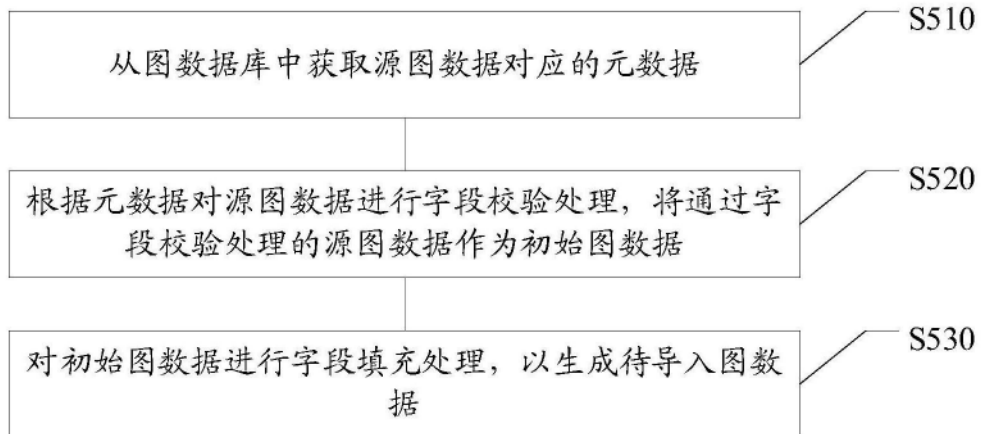 S510
从图数据库中获取源图数据对应的元数据
S520
根据元数据对源图数据进行字段校验处理，将通过字
段校验处理的源图数据作为初始图数据
S530
对初始图数据进行字段填充处理，以生成待导入图数
据